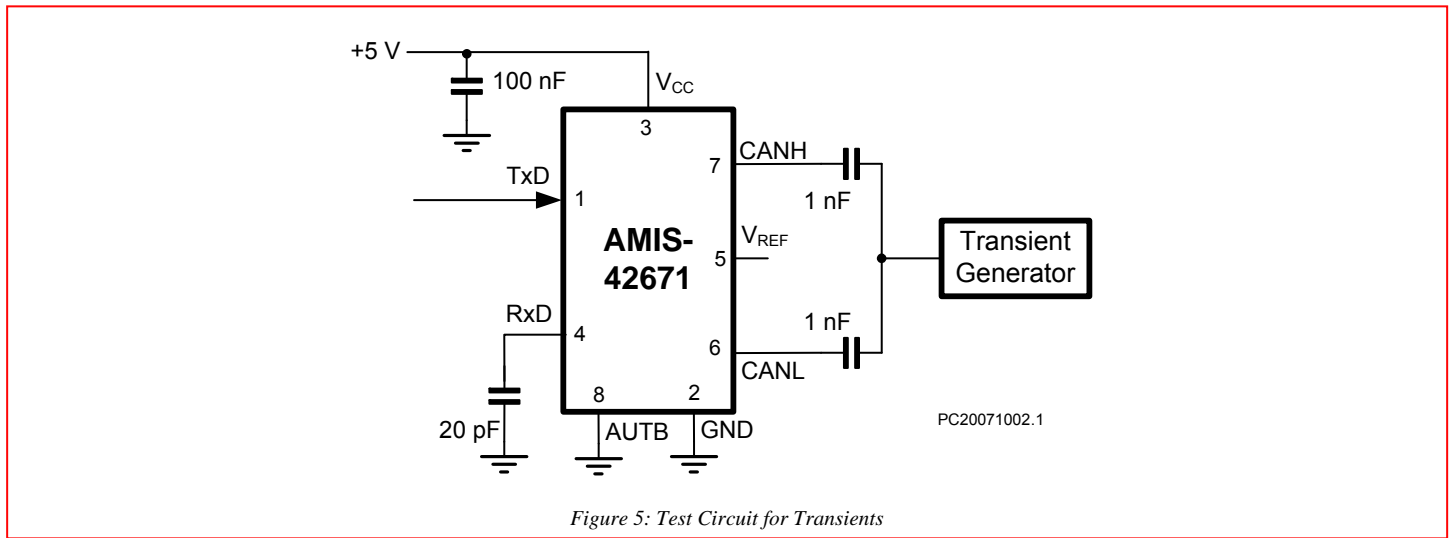 +5 V
100 nF
VCC
3
TxD
1
CANH
7
1 nF
AMIS-
42671
VREF
5
Transient
Generator
RxD
4
1 nF
6
CANL
20 pF
8
AUTB
2
GND
PC20071002.1
Figure 5: Test Circuit for Transients